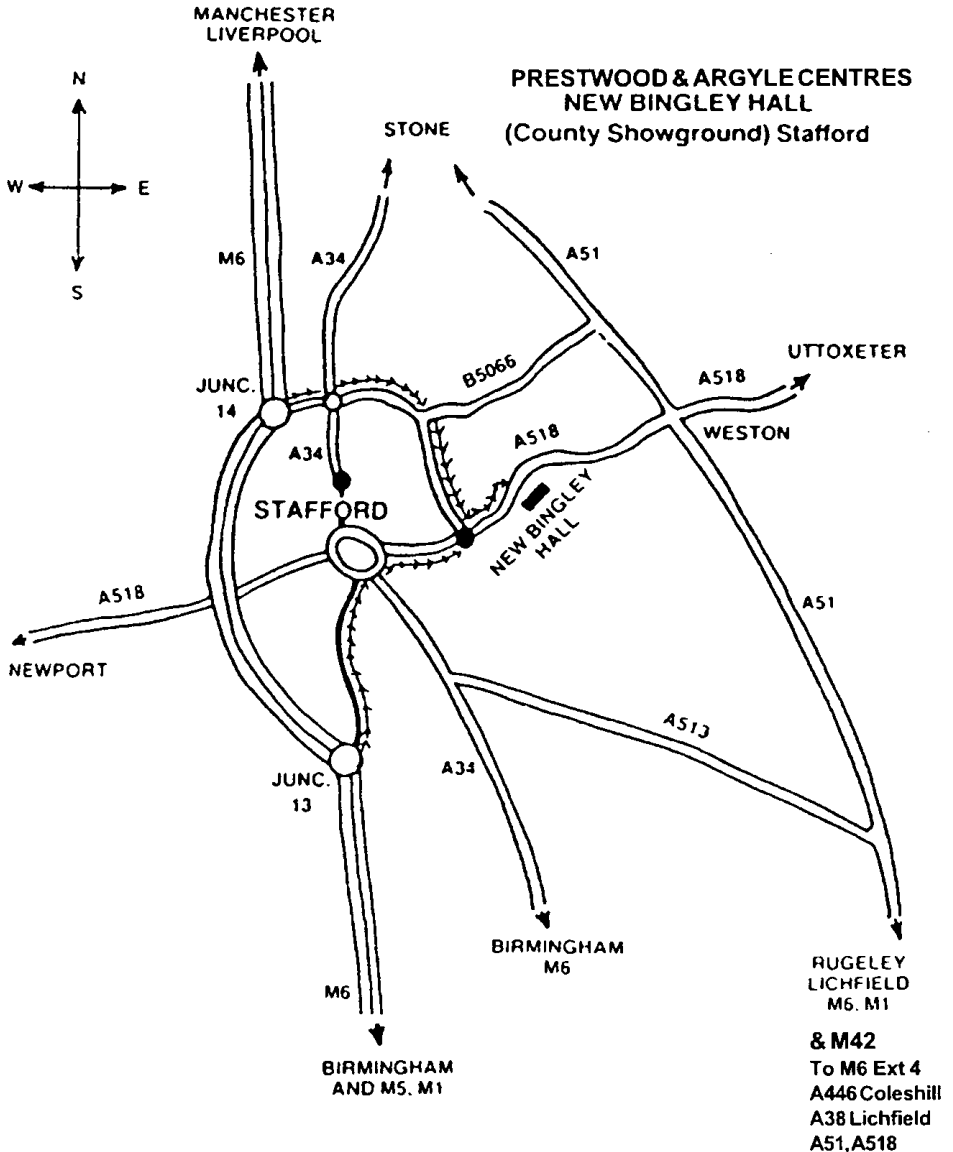 MANCHESTER
LIVERPOOL
PRESTWOOD & ARGYLE CENTRES
NEW BINGLEY HALL
(County Showground) Stafford
N
W
E
S
STONE
M6
A34
A51
B5066
UTTOXETER
A518
WESTON
JUNC.
14
A34
A518
STAFFORD
NEW BINGLEY
HALL
A518
NEWPORT
A51
A513
A34
JUNC.
13
M6
BIRMINGHAM
M6
BIRMINGHAM
AND M5. M1
RUGELEY
LICHFIELD
M6. M1
& M42
To M6 Ext 4
A446 Coleshill
A38 Lichfield
A51, A518